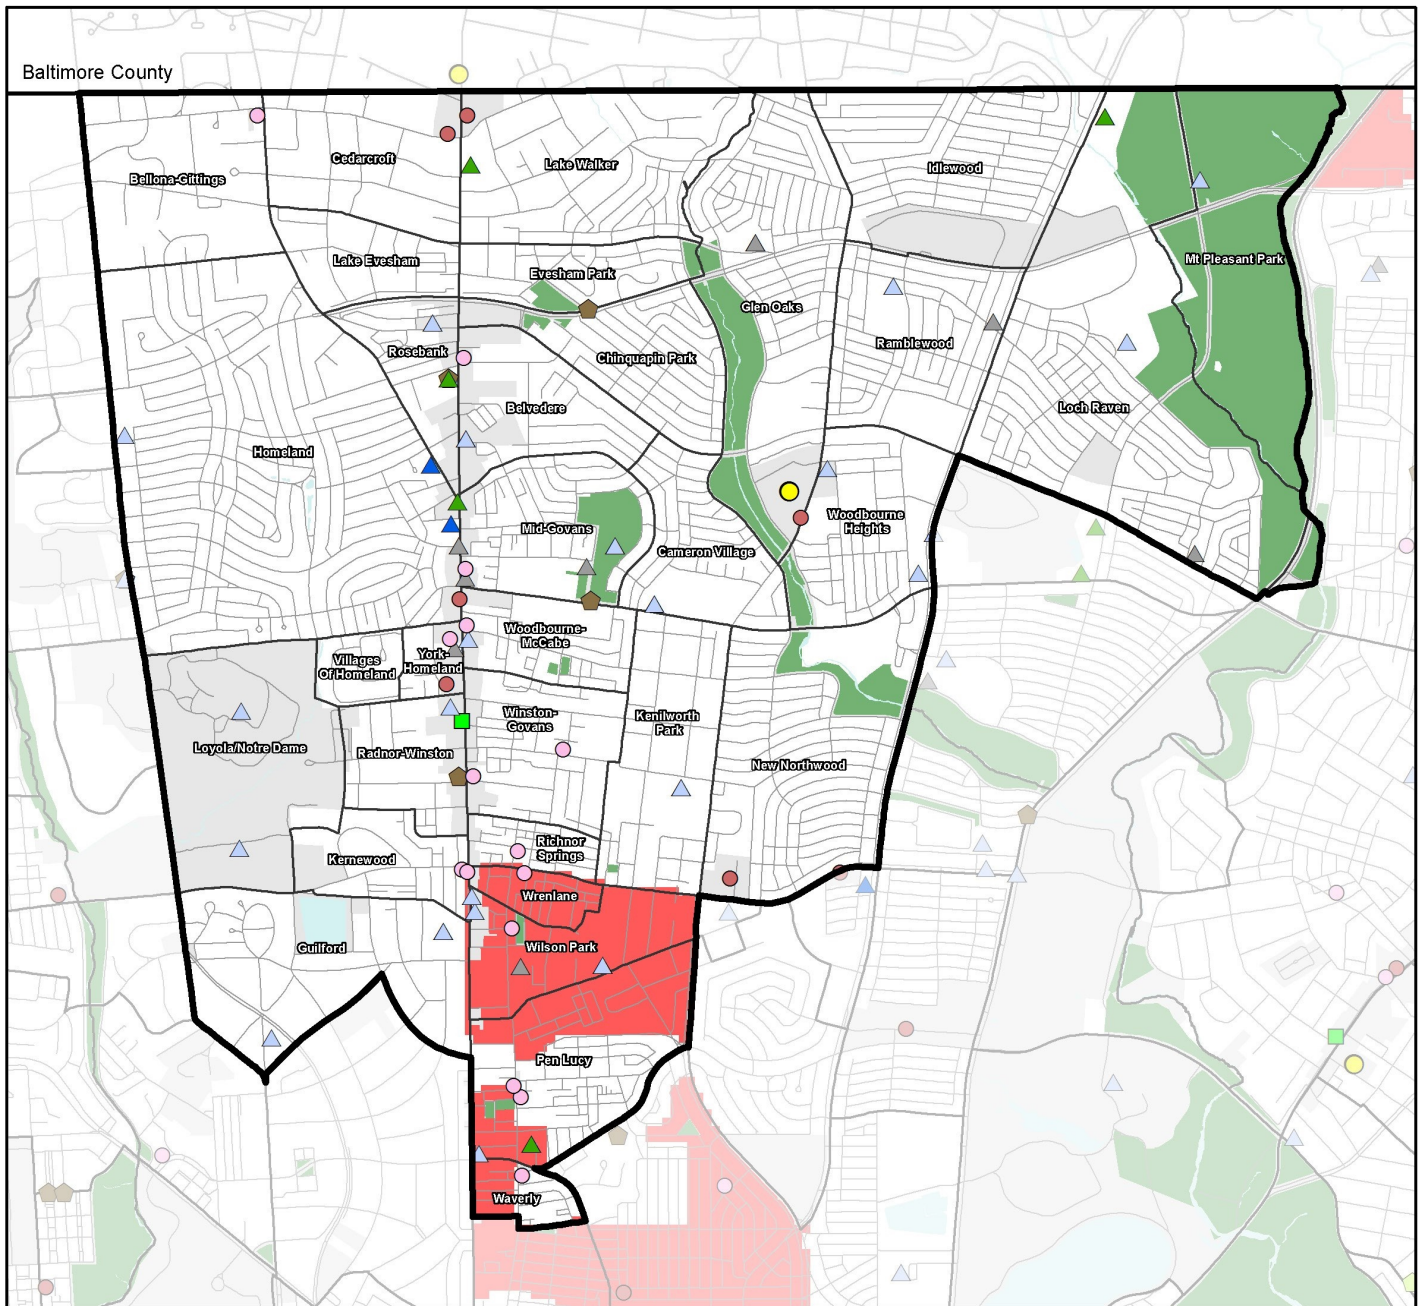 Baltimore County
Cedarcroft
Lake Walker
Idlewood
Bellona-Gittings
Lake Evesham
Evesham Park
Mt Pleasant Park
Glen Oaks
Rosebank
Chinquapin Park
Ramblewood
Belvedere
Loch Raven
Homeland
Mid-Govans
Woodbourne
Heights
Cameron Village
Woodbourne-
McCabe
Villages
Of Homeland
York-
Homeland
Winston-
Govans
Kenilworth
Park
Loyola/Notre Dame
Radnor-Winston
New Northwood
Richnor
Springs
Kernewood
Wrenlane
Guilford
Wilson Park
Pen Lucy
Waverly